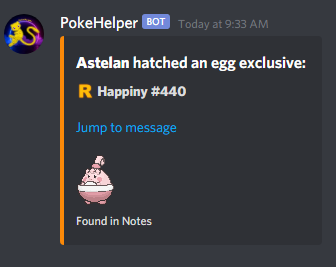 PokeHelper BOT Today at 9:33 AM
Astelan hatched an egg exclusive:
R Happiny #440
Jump to message
Found in Notes